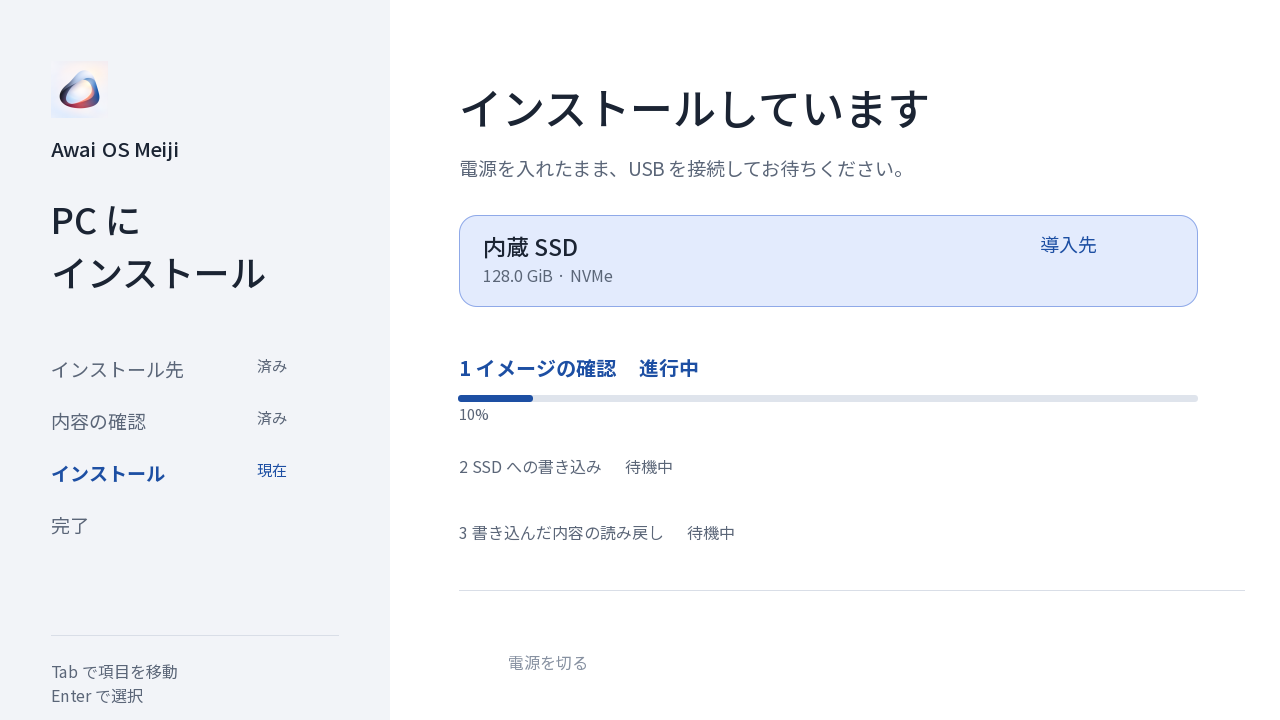 Awai OS Meiji
PC に
インストール
インストール先 済み
内容の確認 済み
インストール 現在
完了
Tab で項目を移動
Enter で選択
インストールしています
電源を入れたまま、USB を接続してお待ちください。
内蔵 SSD 導入先
128.0 GiB · NVMe
1 イメージの確認 進行中
10%
2 SSD への書き込み 待機中
3 書き込んだ内容の読み戻し 待機中
電源を切る